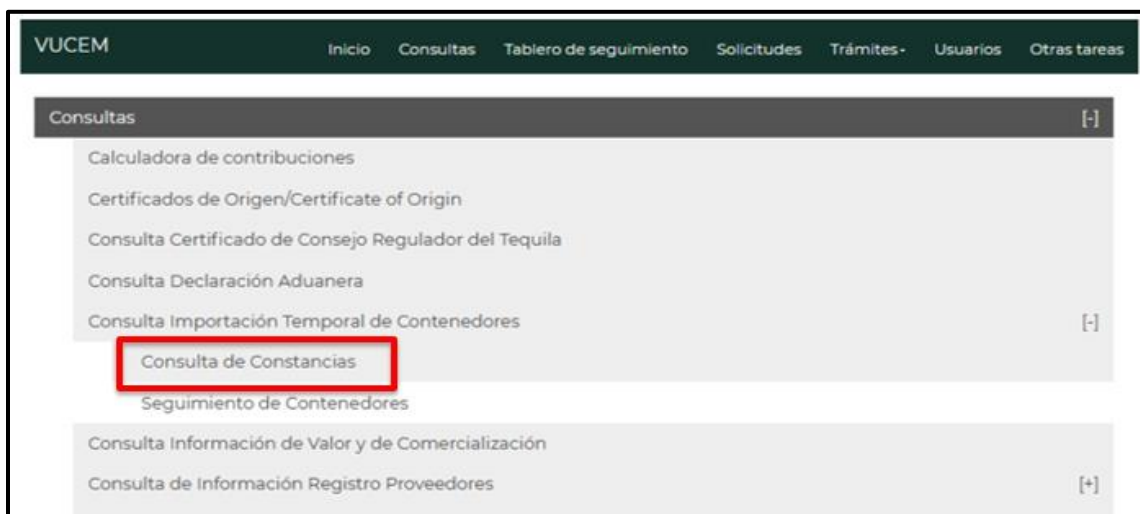 VUCEM Inicio Consultas Tablero de seguimiento Solicitudes Trámites- Usuarios Otras tareas
Consultas [-]
Calculadora de contribuciones
Certificados de Origen/Certificate of Origin
Consulta Certificado de Consejo Regulador del Tequila
Consulta Declaración Aduanera
Consulta Importación Temporal de Contenedores [-]
Consulta de Constancias
Seguimiento de Contenedores
Consulta Información de Valor y de Comercialización
Consulta de Información Registro Proveedores [+]